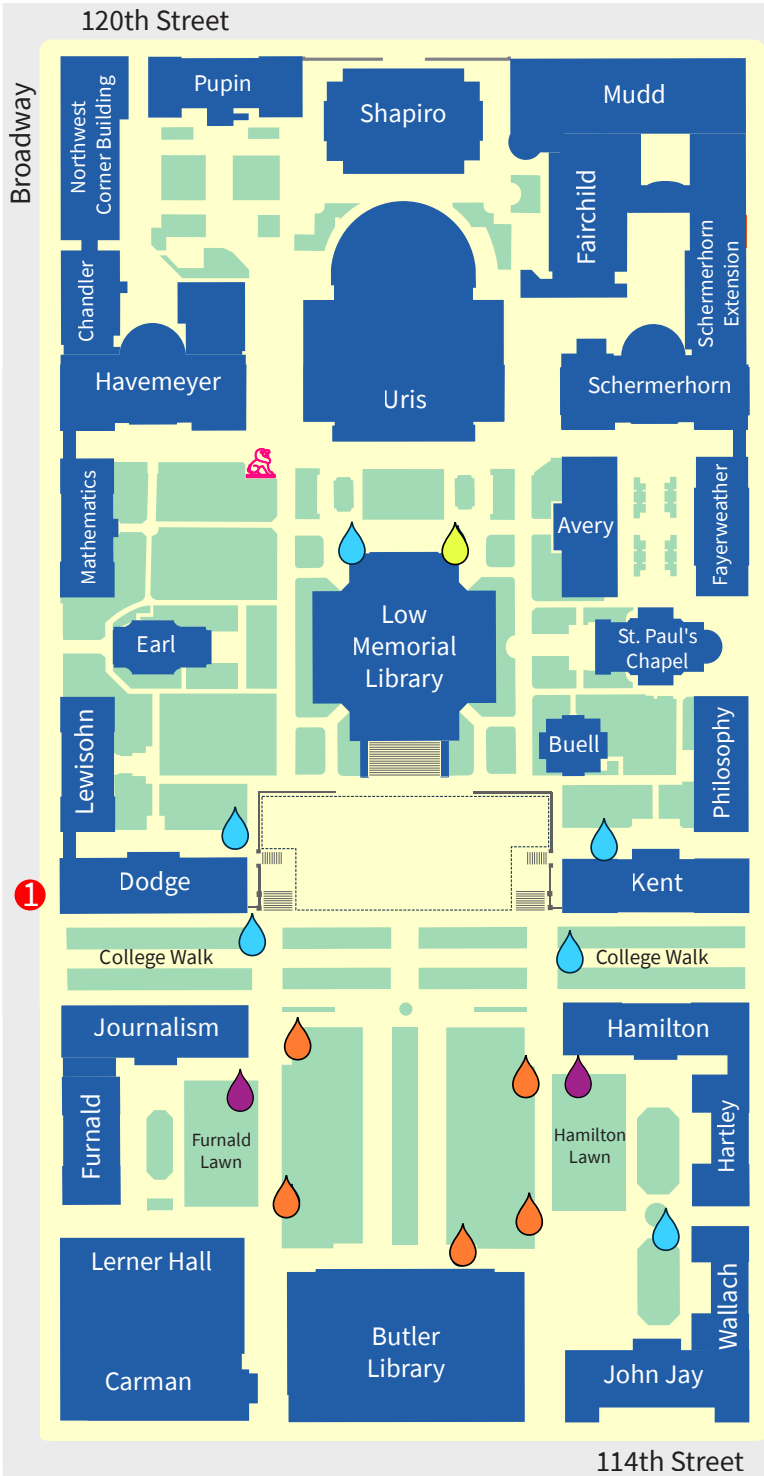 120th Street
Broadway
Northwest
Corner Building
Pupin
Shapiro
Mudd
Fairchild
Schermerhorn
Extension
Chandler
Havemeyer
Uris
Schermerhorn
Mathematics
Avery
Fayerweather
Earl
Low
Memorial
Library
St. Paul's
Chapel
Lewisohn
Buell
Philosophy
1
Dodge
Kent
College Walk
College Walk
Journalism
Hamilton
Furnald
Furnald
Lawn
Hamilton
Lawn
Hartley
Lerner Hall
Wallach
Butler
Library
Carman
John Jay
114th Street